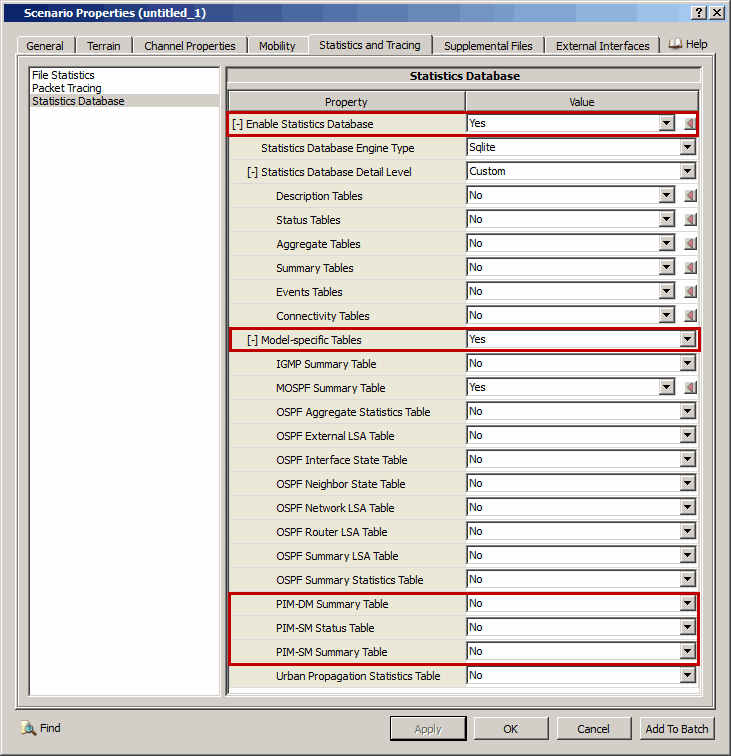 Scenario Properties (untitled_1)
General Terrain Channel Properties Mobility Statistics and Tracing Supplemental Files External Interfaces Help
File Statistics
Packet Tracing
Statistics Database
Statistics Database
Property Value
[-] Enable Statistics Database Yes
Statistics Database Engine Type Sqlite
[-] Statistics Database Detail Level Custom
Description Tables No
Status Tables No
Aggregate Tables No
Summary Tables No
Events Tables No
Connectivity Tables No
[-] Model-specific Tables Yes
IGMP Summary Table No
MOSPF Summary Table Yes
OSPF Aggregate Statistics Table No
OSPF External LSA Table No
OSPF Interface State Table No
OSPF Neighbor State Table No
OSPF Network LSA Table No
OSPF Router LSA Table No
OSPF Summary LSA Table No
OSPF Summary Statistics Table No
PIM-DM Summary Table No
PIM-SM Status Table No
PIM-SM Summary Table No
Urban Propagation Statistics Table No
Find Apply OK Cancel Add To Batch